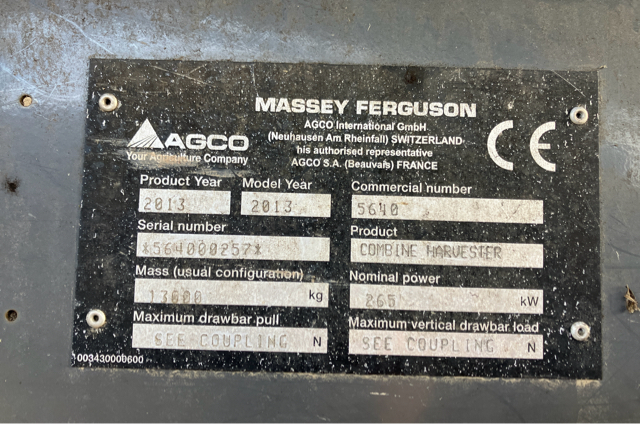 MASSEY FERGUSON
AGCO International GmbH
(Neuhausen Am Rheinfall) SWITZERLAND
his authorised representative
AGCO S.A. (Beauvais) FRANCE
CE
AGCO
Your Agriculture Company
Product Year Model Year Commercial number
2013 2013 5640
Serial number Product
*564000257* COMBINE HARVESTER
Mass (usual configuration) Nominal power
13600 kg 265 kW
Maximum drawbar pull Maximum vertical drawbar load
SEE COUPLING N SEE COUPLING N
1003430000600